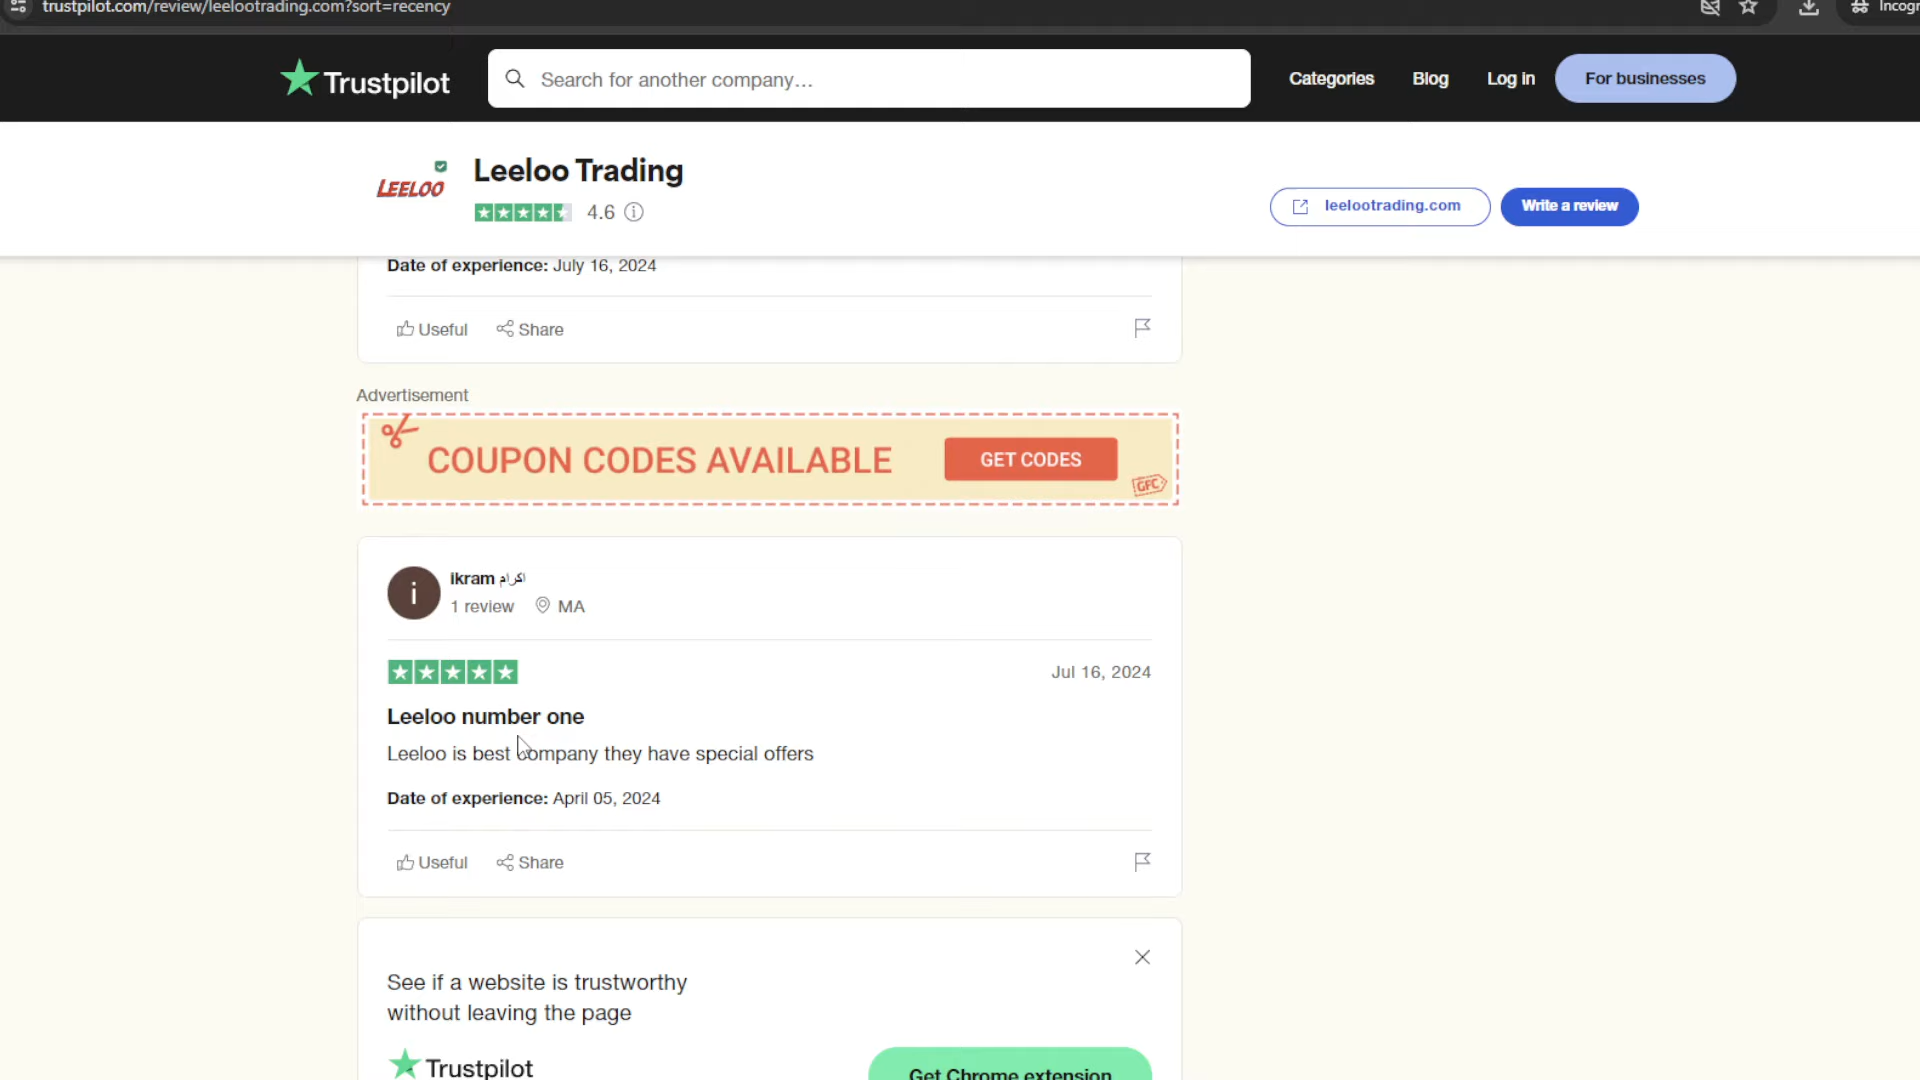 trustpilot.com/review/leelootrading.com?sort=recency
Incogn
Trustpilot
Search for another company...
Categories
Blog
Log in
For businesses
LEELOO
Leeloo Trading
4.6
leelootrading.com
Write a review
Date of experience: July 16, 2024
Useful
Share
Advertisement
COUPON CODES AVAILABLE
GET CODES
GFC
i
ikram اكرام
1 review
MA
Jul 16, 2024
Leeloo number one
Leeloo is best company they have special offers
Date of experience: April 05, 2024
Useful
Share
See if a website is trustworthy
without leaving the page
Trustpilot
Get Chrome extension